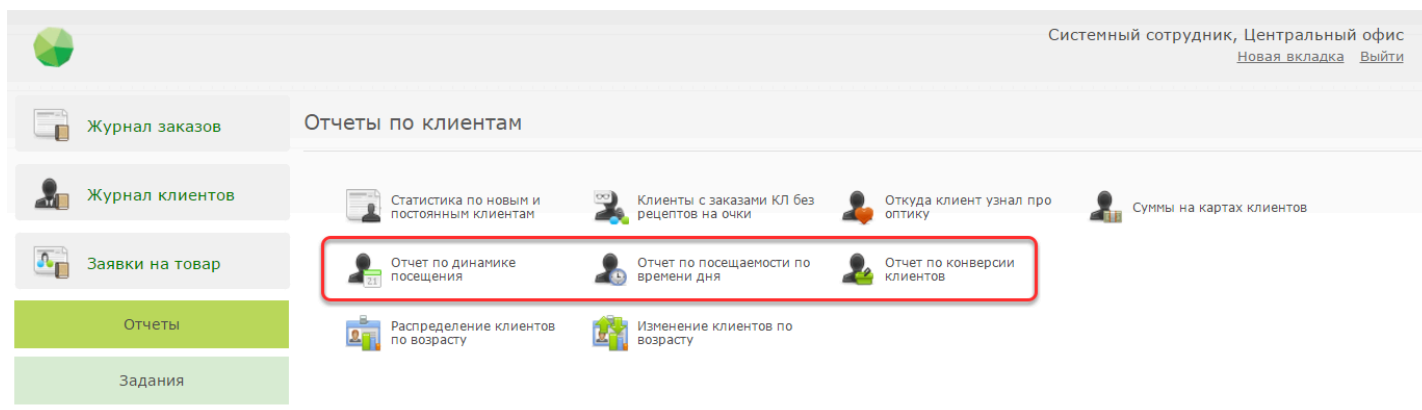 Системный сотрудник, Центральный офис
Новая вкладка Выйти
Журнал заказов
Журнал клиентов
Заявки на товар
Отчеты
Задания
Отчеты по клиентам
Статистика по новым и
постоянным клиентам
Клиенты с заказами КЛ без
рецептов на очки
Откуда клиент узнал про
оптику
Суммы на картах клиентов
Отчет по динамике
посещения
Отчет по посещаемости по
времени дня
Отчет по конверсии
клиентов
Распределение клиентов
по возрасту
Изменение клиентов по
возрасту